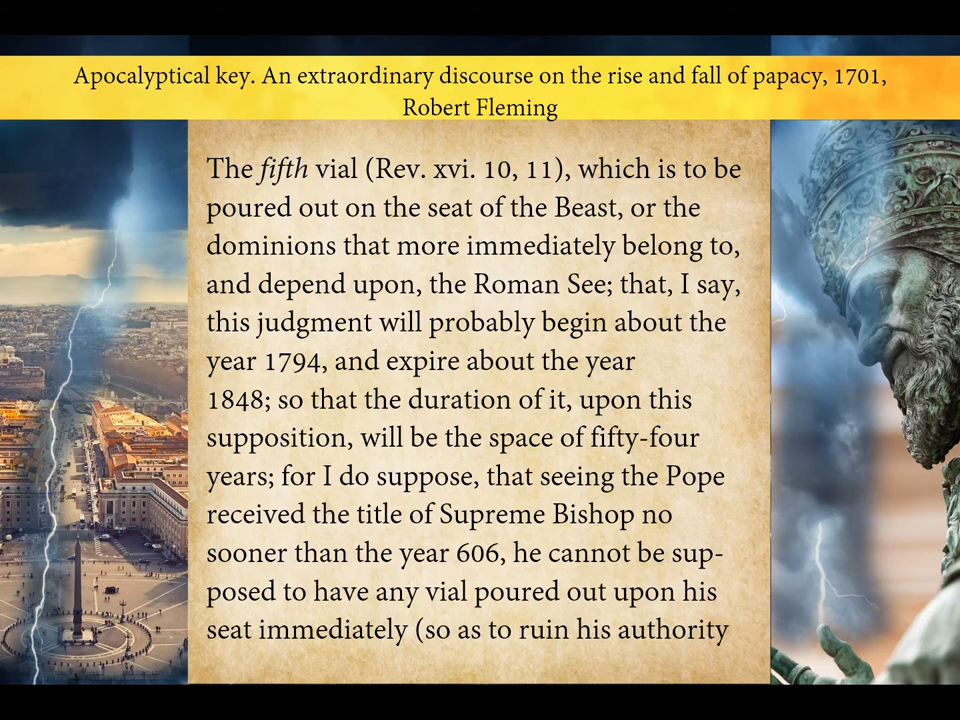 Apocalyptical key. An extraordinary discourse on the rise and fall of papacy, 1701,
Robert Fleming
The fifth vial (Rev. xvi. 10, 11), which is to be
poured out on the seat of the Beast, or the
dominions that more immediately belong to,
and depend upon, the Roman See; that, I say,
this judgment will probably begin about the
year 1794, and expire about the year
1848; so that the duration of it, upon this
supposition, will be the space of fifty-four
years; for I do suppose, that seeing the Pope
received the title of Supreme Bishop no
sooner than the year 606, he cannot be sup-
posed to have any vial poured out upon his
seat immediately (so as to ruin his authority